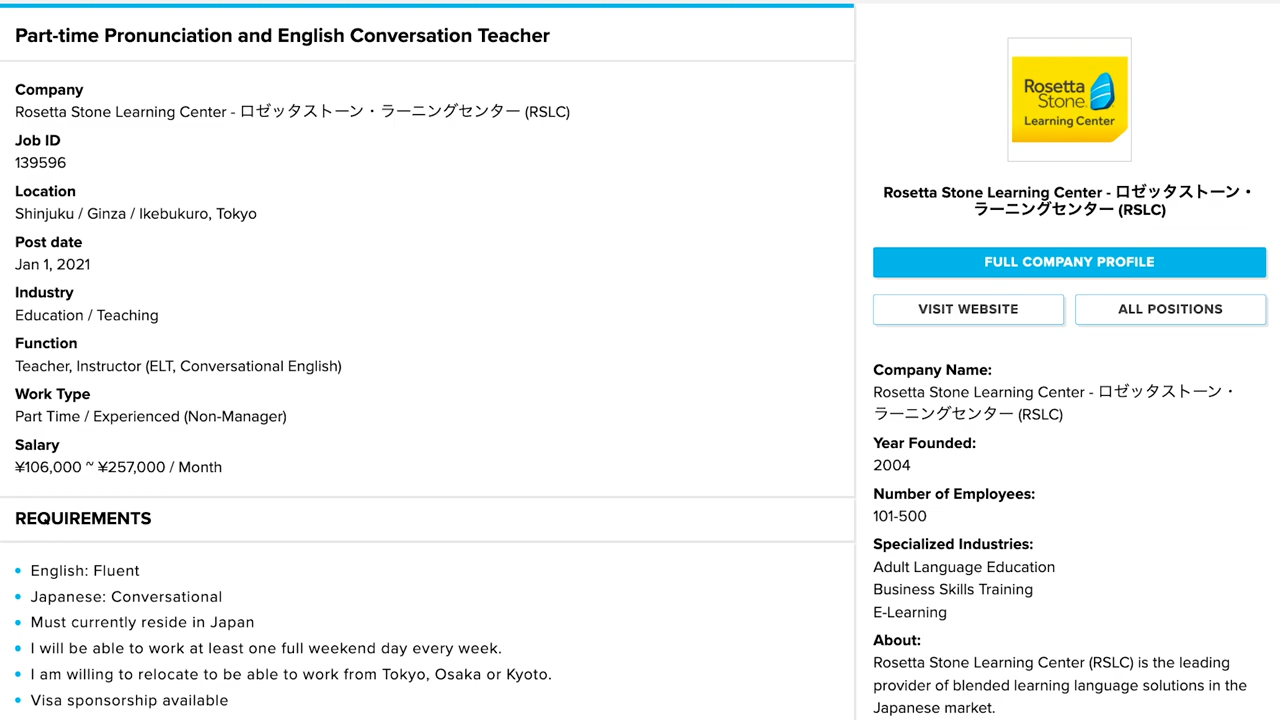 Part-time Pronunciation and English Conversation Teacher
Company
Rosetta Stone Learning Center - ロゼッタストーン・ラーニングセンター (RSLC)
Job ID
139596
Location
Shinjuku / Ginza / Ikebukuro, Tokyo
Post date
Jan 1, 2021
Industry
Education / Teaching
Function
Teacher, Instructor (ELT, Conversational English)
Work Type
Part Time / Experienced (Non-Manager)
Salary
¥106,000 ~ ¥257,000 / Month
REQUIREMENTS
English: Fluent
Japanese: Conversational
Must currently reside in Japan
I will be able to work at least one full weekend day every week.
I am willing to relocate to be able to work from Tokyo, Osaka or Kyoto.
Visa sponsorship available
Rosetta
Stone
Learning Center
Rosetta Stone Learning Center - ロゼッタストーン・
ラーニングセンター (RSLC)
FULL COMPANY PROFILE
VISIT WEBSITE
ALL POSITIONS
Company Name:
Rosetta Stone Learning Center - ロゼッタストーン・
ラーニングセンター (RSLC)
Year Founded:
2004
Number of Employees:
101-500
Specialized Industries:
Adult Language Education
Business Skills Training
E-Learning
About:
Rosetta Stone Learning Center (RSLC) is the leading
provider of blended learning language solutions in the
Japanese market.